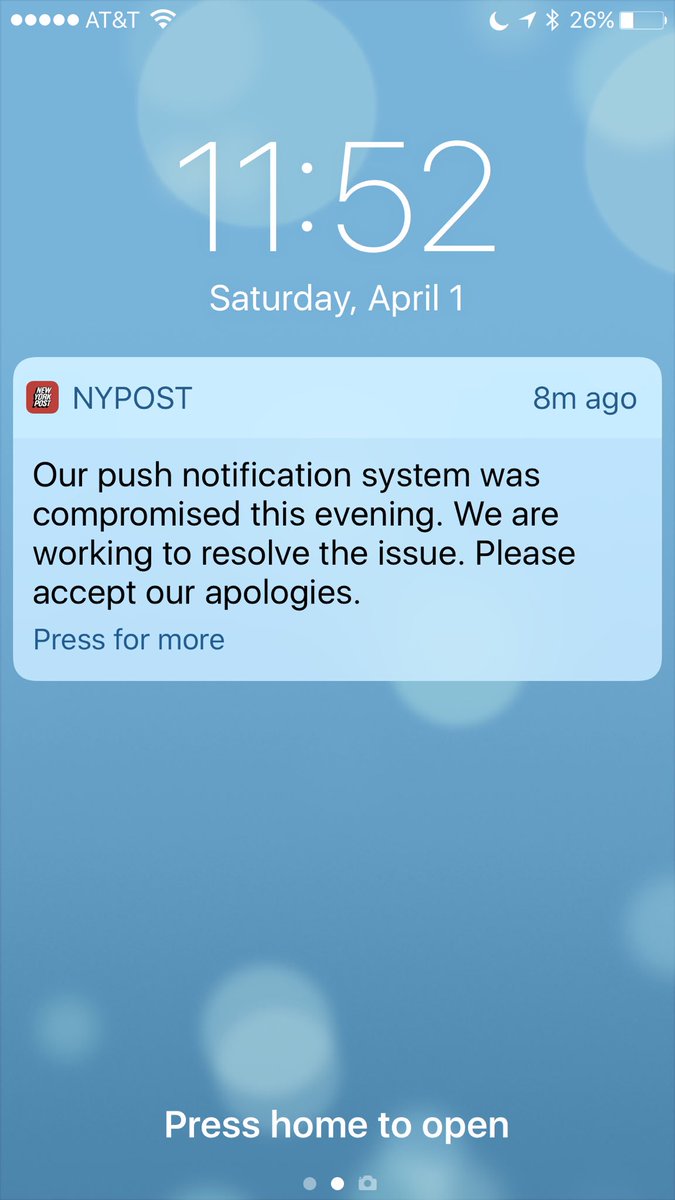 AT&T 26%
11:52
Saturday, April 1
NEW
YORK
POST
NYPOST 8m ago
Our push notification system was
compromised this evening. We are
working to resolve the issue. Please
accept our apologies.
Press for more
Press home to open